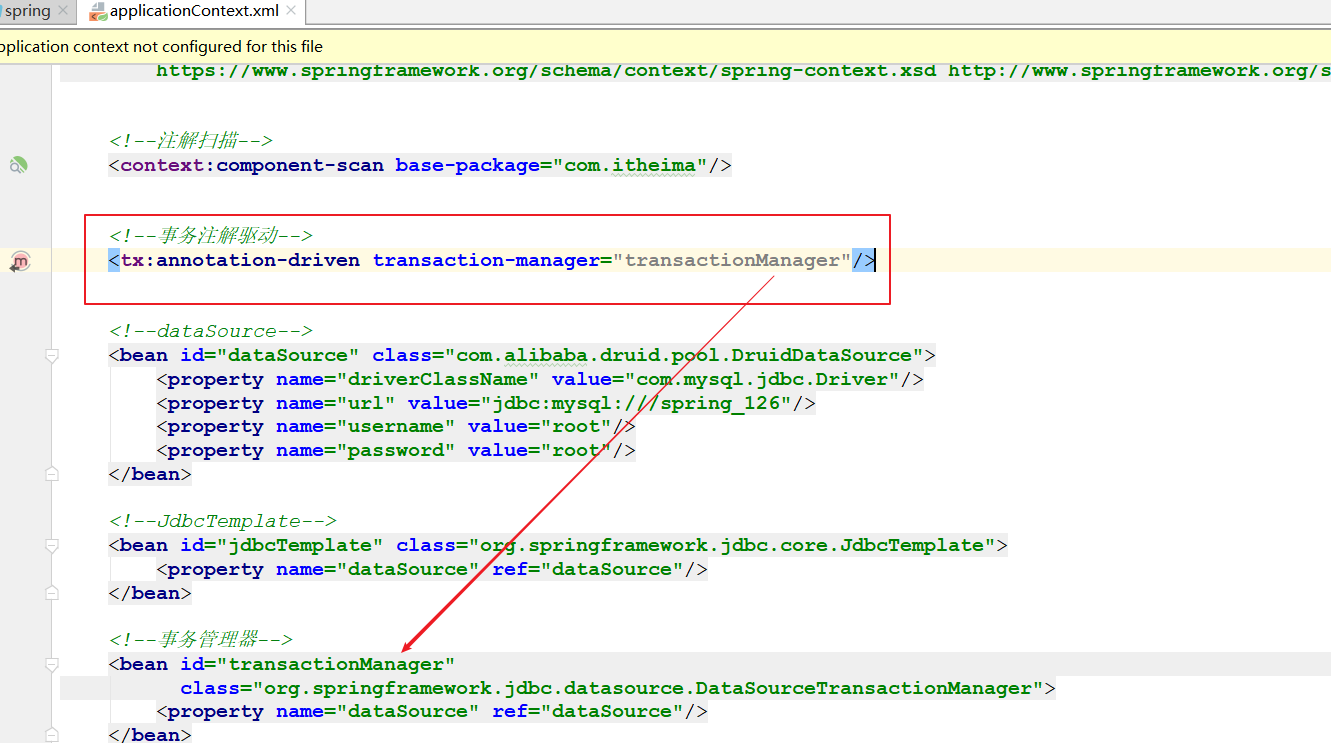 spring
applicationContext.xml
pplication context not configured for this file
https://www.springframework.org/schema/context/spring-context.xsd http://www.springframework.org/s
<!--注解扫描-->
<context:component-scan base-package="com.itheima"/>
<!--事务注解驱动-->
<tx:annotation-driven transaction-manager="transactionManager"/>
<!--dataSource-->
<bean id="dataSource" class="com.alibaba.druid.pool.DruidDataSource">
<property name="driverClassName" value="com.mysql.jdbc.Driver"/>
<property name="url" value="jdbc:mysql:///spring_126"/>
<property name="username" value="root"/>
<property name="password" value="root"/>
</bean>
<!--JdbcTemplate-->
<bean id="jdbcTemplate" class="org.springframework.jdbc.core.JdbcTemplate">
<property name="dataSource" ref="dataSource"/>
</bean>
<!--事务管理器-->
<bean id="transactionManager"
class="org.springframework.jdbc.datasource.DataSourceTransactionManager">
<property name="dataSource" ref="dataSource"/>
</bean>